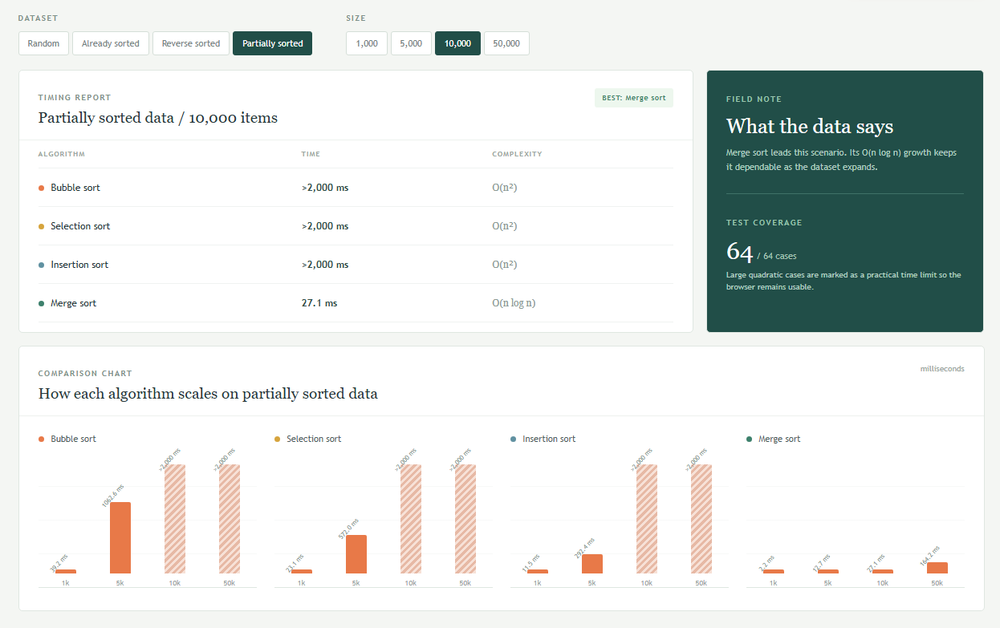 DATASET
Random
Already sorted
Reverse sorted
Partially sorted
SIZE
1,000
5,000
10,000
50,000
TIMING REPORT
Partially sorted data / 10,000 items
BEST: Merge sort
ALGORITHM TIME COMPLEXITY
Bubble sort >2,000 ms O(n²)
Selection sort >2,000 ms O(n²)
Insertion sort >2,000 ms O(n²)
Merge sort 27.1 ms O(n log n)
FIELD NOTE
What the data says
Merge sort leads this scenario. Its O(n log n) growth keeps
it dependable as the dataset expands.
TEST COVERAGE
64 / 64 cases
Large quadratic cases are marked as a practical time limit so the
browser remains usable.
COMPARISON CHART
How each algorithm scales on partially sorted data
milliseconds
Bubble sort
39.2 ms
1062.6 ms
>2,000 ms
>2,000 ms
1k 5k 10k 50k
Selection sort
23.1 ms
572.0 ms
>2,000 ms
>2,000 ms
1k 5k 10k 50k
Insertion sort
11.5 ms
292.4 ms
>2,000 ms
>2,000 ms
1k 5k 10k 50k
Merge sort
2.2 ms
12.7 ms
27.1 ms
164.2 ms
1k 5k 10k 50k